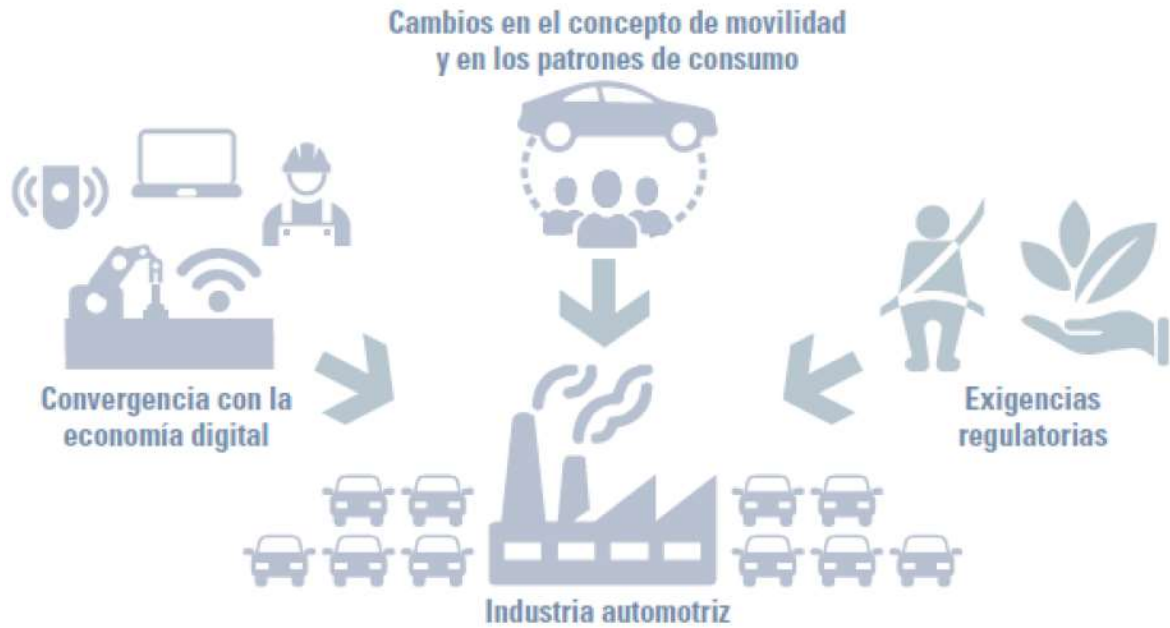 Cambios en el concepto de movilidad
y en los patrones de consumo
Convergencia con la
economía digital
Exigencias
regulatorias
Industria automotriz